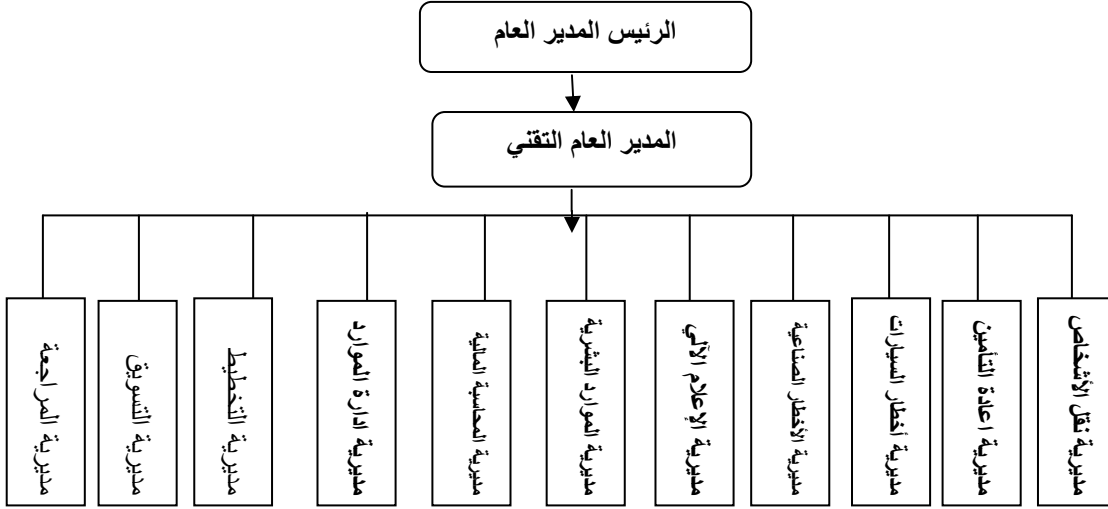 الرئيس المدير العام
المدير العام التقني
مديرية نقل الأشخاص
مديرية اعادة التأمين
مديرية أخطار السيارات
مديرية الأخطار الصناعية
مديرية الإعلام الآلي
مديرية الموارد البشرية
مديرية المحاسبة المالية
مديرية ادارة الموارد
مديرية التخطيط
مديرية التسويق
مديرية المراجعة